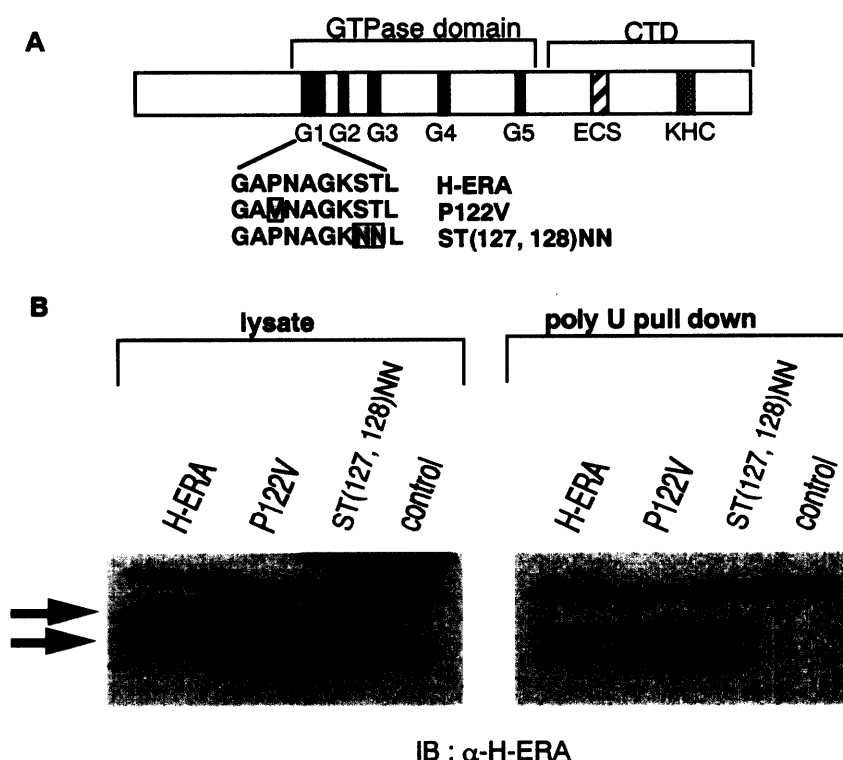 A
GTPase domain CTD
G1 G2 G3 G4 G5 ECS KHC
GAPNAGKSTL H-ERA
GAVNAGKSTL P122V
GAPNAGKNNL ST(127, 128)NN
B
lysate poly U pull down
H-ERA P122V ST(127, 128)NN control H-ERA P122V ST(127, 128)NN control
IB : α-H-ERA